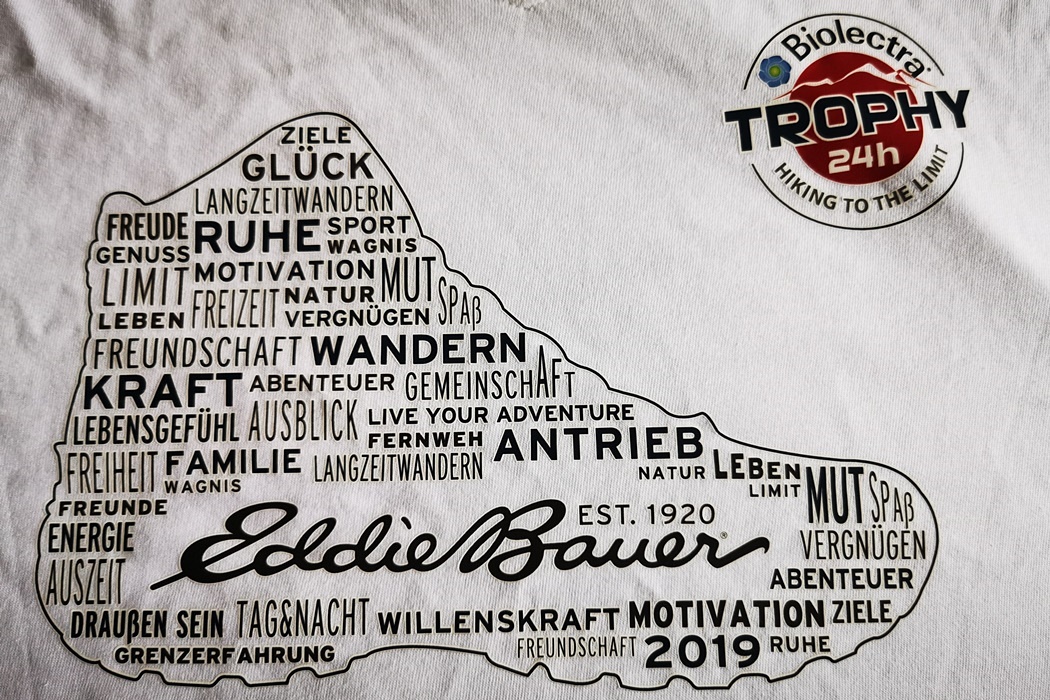 Biolectra®
TROPHY
24h
HIKING TO THE LIMIT
ZIELE
GLÜCK
LANGZEITWANDERN
FREUDE RUHE SPORT
GENUSS WAGNIS
LIMIT MOTIVATION MUT
FREIZEIT NATUR SPAß
LEBEN VERGNÜGEN
FREUNDSCHAFT WANDERN
KRAFT ABENTEUER GEMEINSCHAFT
LEBENSGEFÜHL AUSBLICK LIVE YOUR ADVENTURE
FERNWEH ANTRIEB
FREIHEIT FAMILIE LANGZEITWANDERN NATUR LEBEN
WAGNIS LIMIT MUT SPAß
FREUNDE
EST. 1920
ENERGIE Eddie Bauer® VERGNÜGEN
AUSZEIT ABENTEUER
DRAUßEN SEIN TAG&NACHT WILLENSKRAFT MOTIVATION ZIELE
GRENZERFAHRUNG FREUNDSCHAFT 2019 RUHE